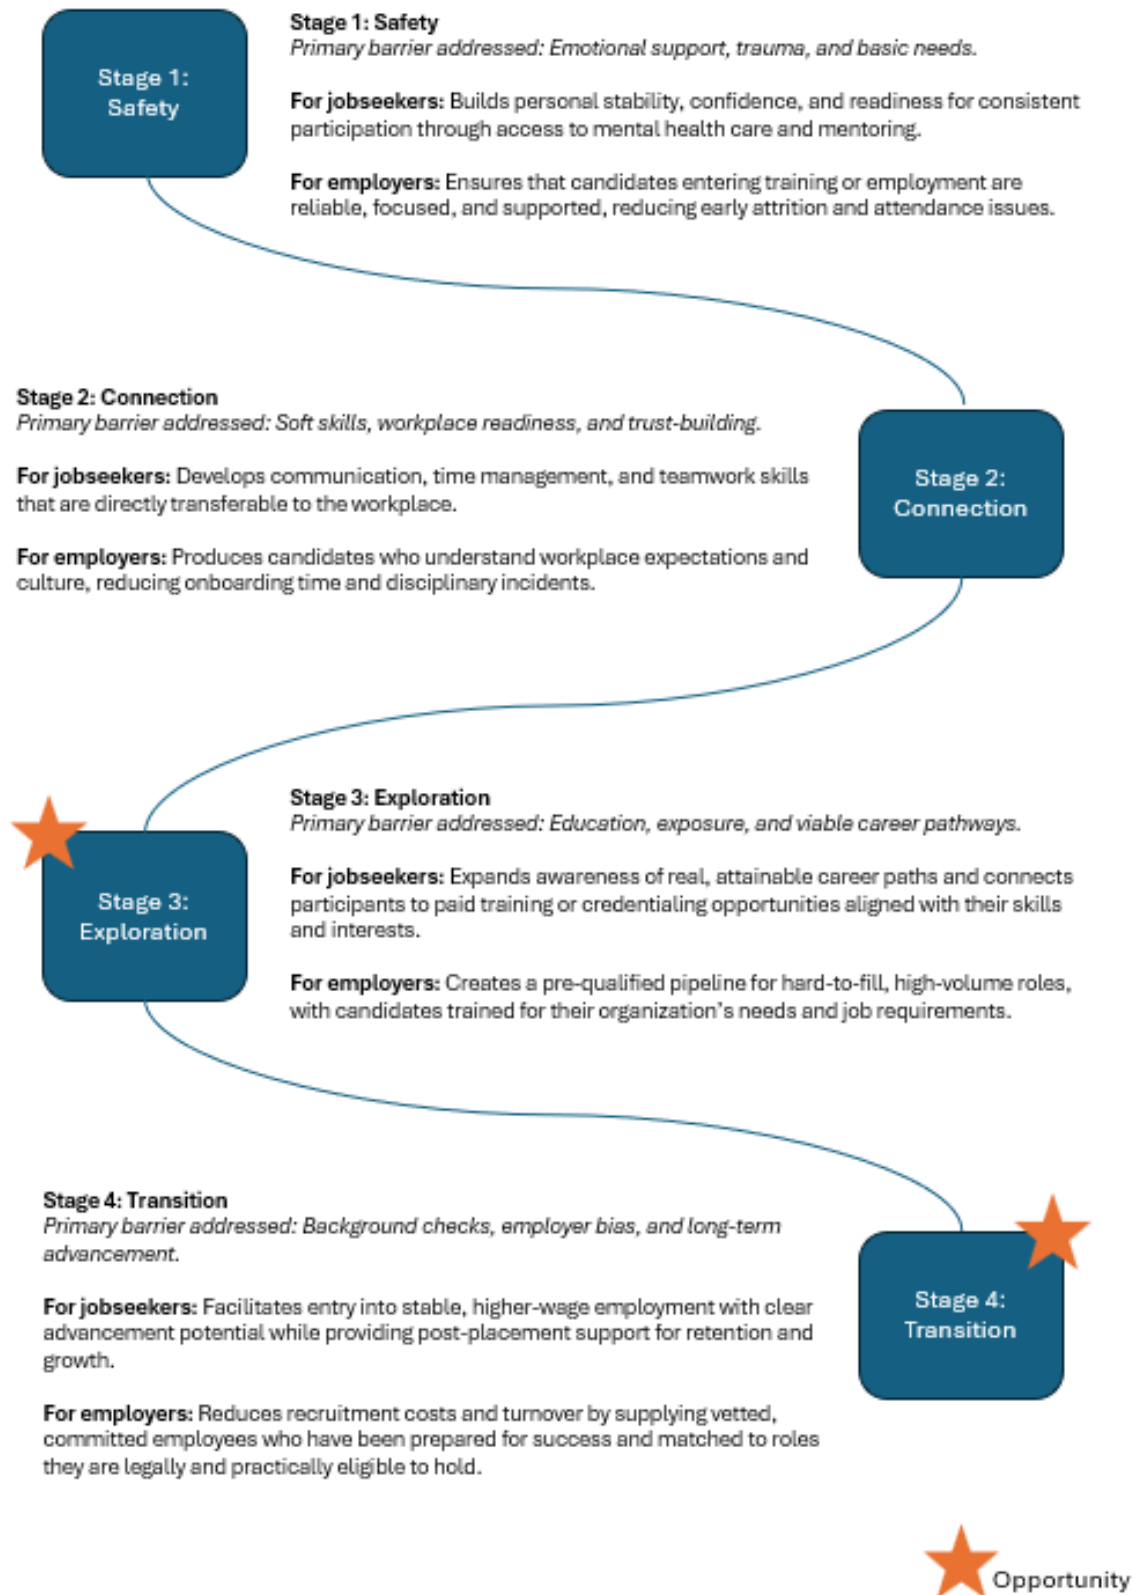 Stage 1:
Safety
Stage 1: Safety
Primary barrier addressed: Emotional support, trauma, and basic needs.
For jobseekers: Builds personal stability, confidence, and readiness for consistent
participation through access to mental health care and mentoring.
For employers: Ensures that candidates entering training or employment are
reliable, focused, and supported, reducing early attrition and attendance issues.
Stage 2: Connection
Primary barrier addressed: Soft skills, workplace readiness, and trust-building.
For jobseekers: Develops communication, time management, and teamwork skills
that are directly transferable to the workplace.
For employers: Produces candidates who understand workplace expectations and
culture, reducing onboarding time and disciplinary incidents.
Stage 2:
Connection
Stage 3:
Exploration
Stage 3: Exploration
Primary barrier addressed: Education, exposure, and viable career pathways.
For jobseekers: Expands awareness of real, attainable career paths and connects
participants to paid training or credentialing opportunities aligned with their skills
and interests.
For employers: Creates a pre-qualified pipeline for hard-to-fill, high-volume roles,
with candidates trained for their organization's needs and job requirements.
Stage 4: Transition
Primary barrier addressed: Background checks, employer bias, and long-term
advancement.
For jobseekers: Facilitates entry into stable, higher-wage employment with clear
advancement potential while providing post-placement support for retention and
growth.
For employers: Reduces recruitment costs and turnover by supplying vetted,
committed employees who have been prepared for success and matched to roles
they are legally and practically eligible to hold.
Stage 4:
Transition
Opportunity